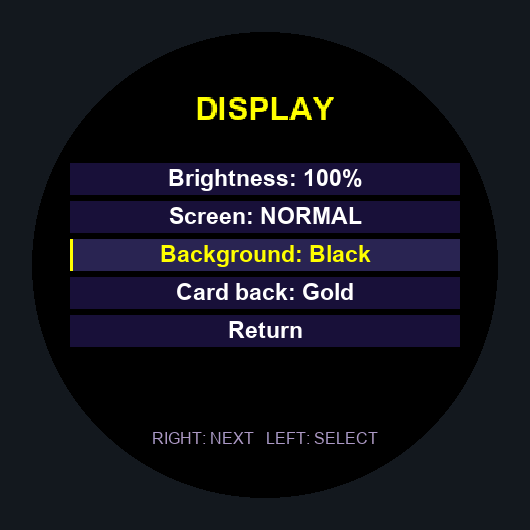 DISPLAY
Brightness: 100%
Screen: NORMAL
Background: Black
Card back: Gold
Return
RIGHT: NEXT LEFT: SELECT